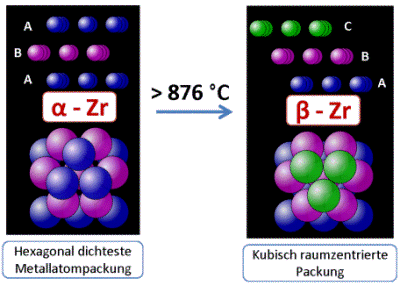 A
B
A
α - Zr
Hexagonal dichteste
Metallatompackung
> 876 °C
C
B
A
β - Zr
Kubisch raumzentrierte
Packung